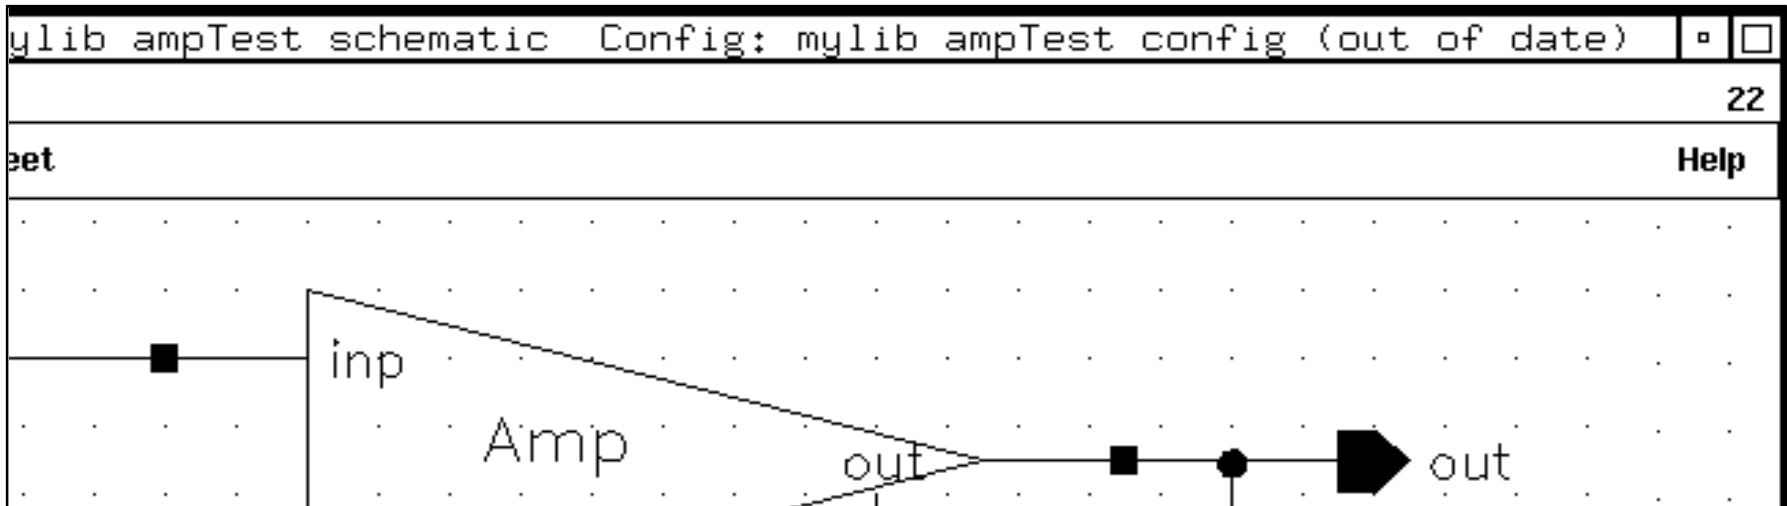 ylib ampTest schematic Config: mylib ampTest config (out of date)
22
eet Help
inp
Amp
out out